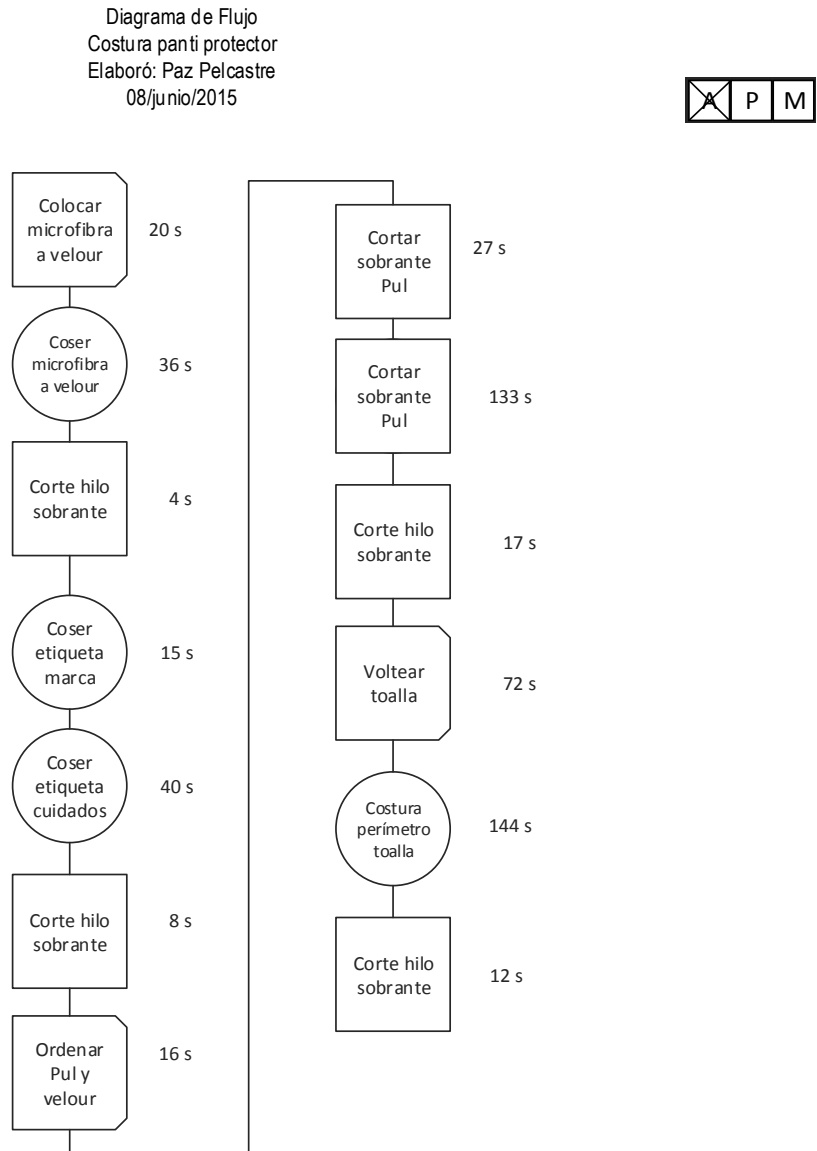 Diagrama de Flujo
Costura panti protector
Elaboró: Paz Pelcastre
08/junio/2015
A P M
Colocar
microfibra
a velour
20 s
Coser
microfibra
a velour
36 s
Corte hilo
sobrante
4 s
Coser
etiqueta
marca
15 s
Coser
etiqueta
cuidados
40 s
Corte hilo
sobrante
8 s
Ordenar
Pul y
velour
16 s
Cortar
sobrante
Pul
27 s
Cortar
sobrante
Pul
133 s
Corte hilo
sobrante
17 s
Voltear
toalla
72 s
Costura
perímetro
toalla
144 s
Corte hilo
sobrante
12 s